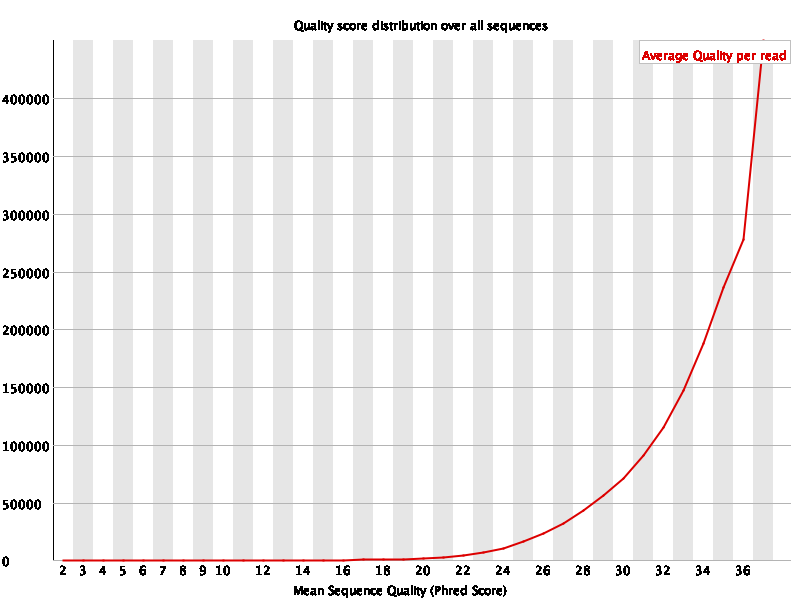 Quality score distribution over all sequences
Average Quality per read
400000
350000
300000
250000
200000
150000
100000
50000
0
2 3 4 5 6 7 8 9 10 12 14 16 18 20 22 24 26 28 30 32 34 36
Mean Sequence Quality (Phred Score)